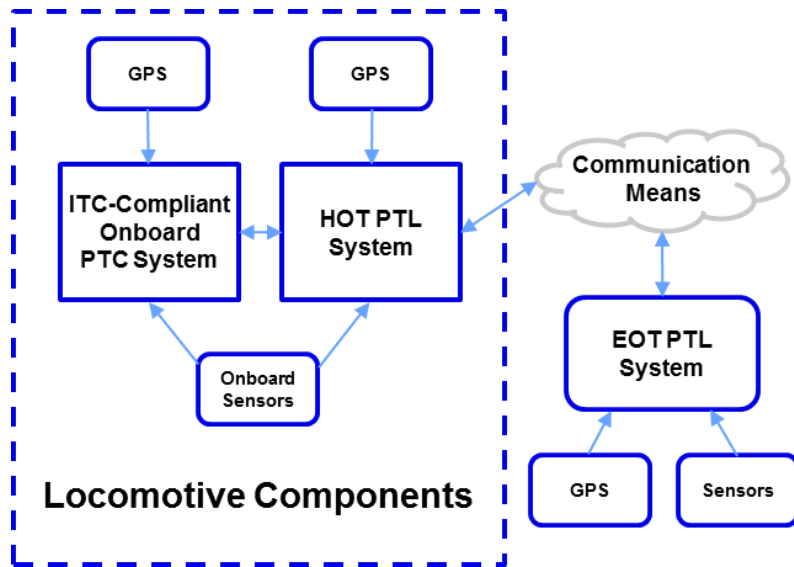 GPS
GPS
ITC-Compliant
Onboard
PTC System
HOT PTL
System
Communication
Means
Onboard
Sensors
EOT PTL
System
GPS
Sensors
Locomotive Components